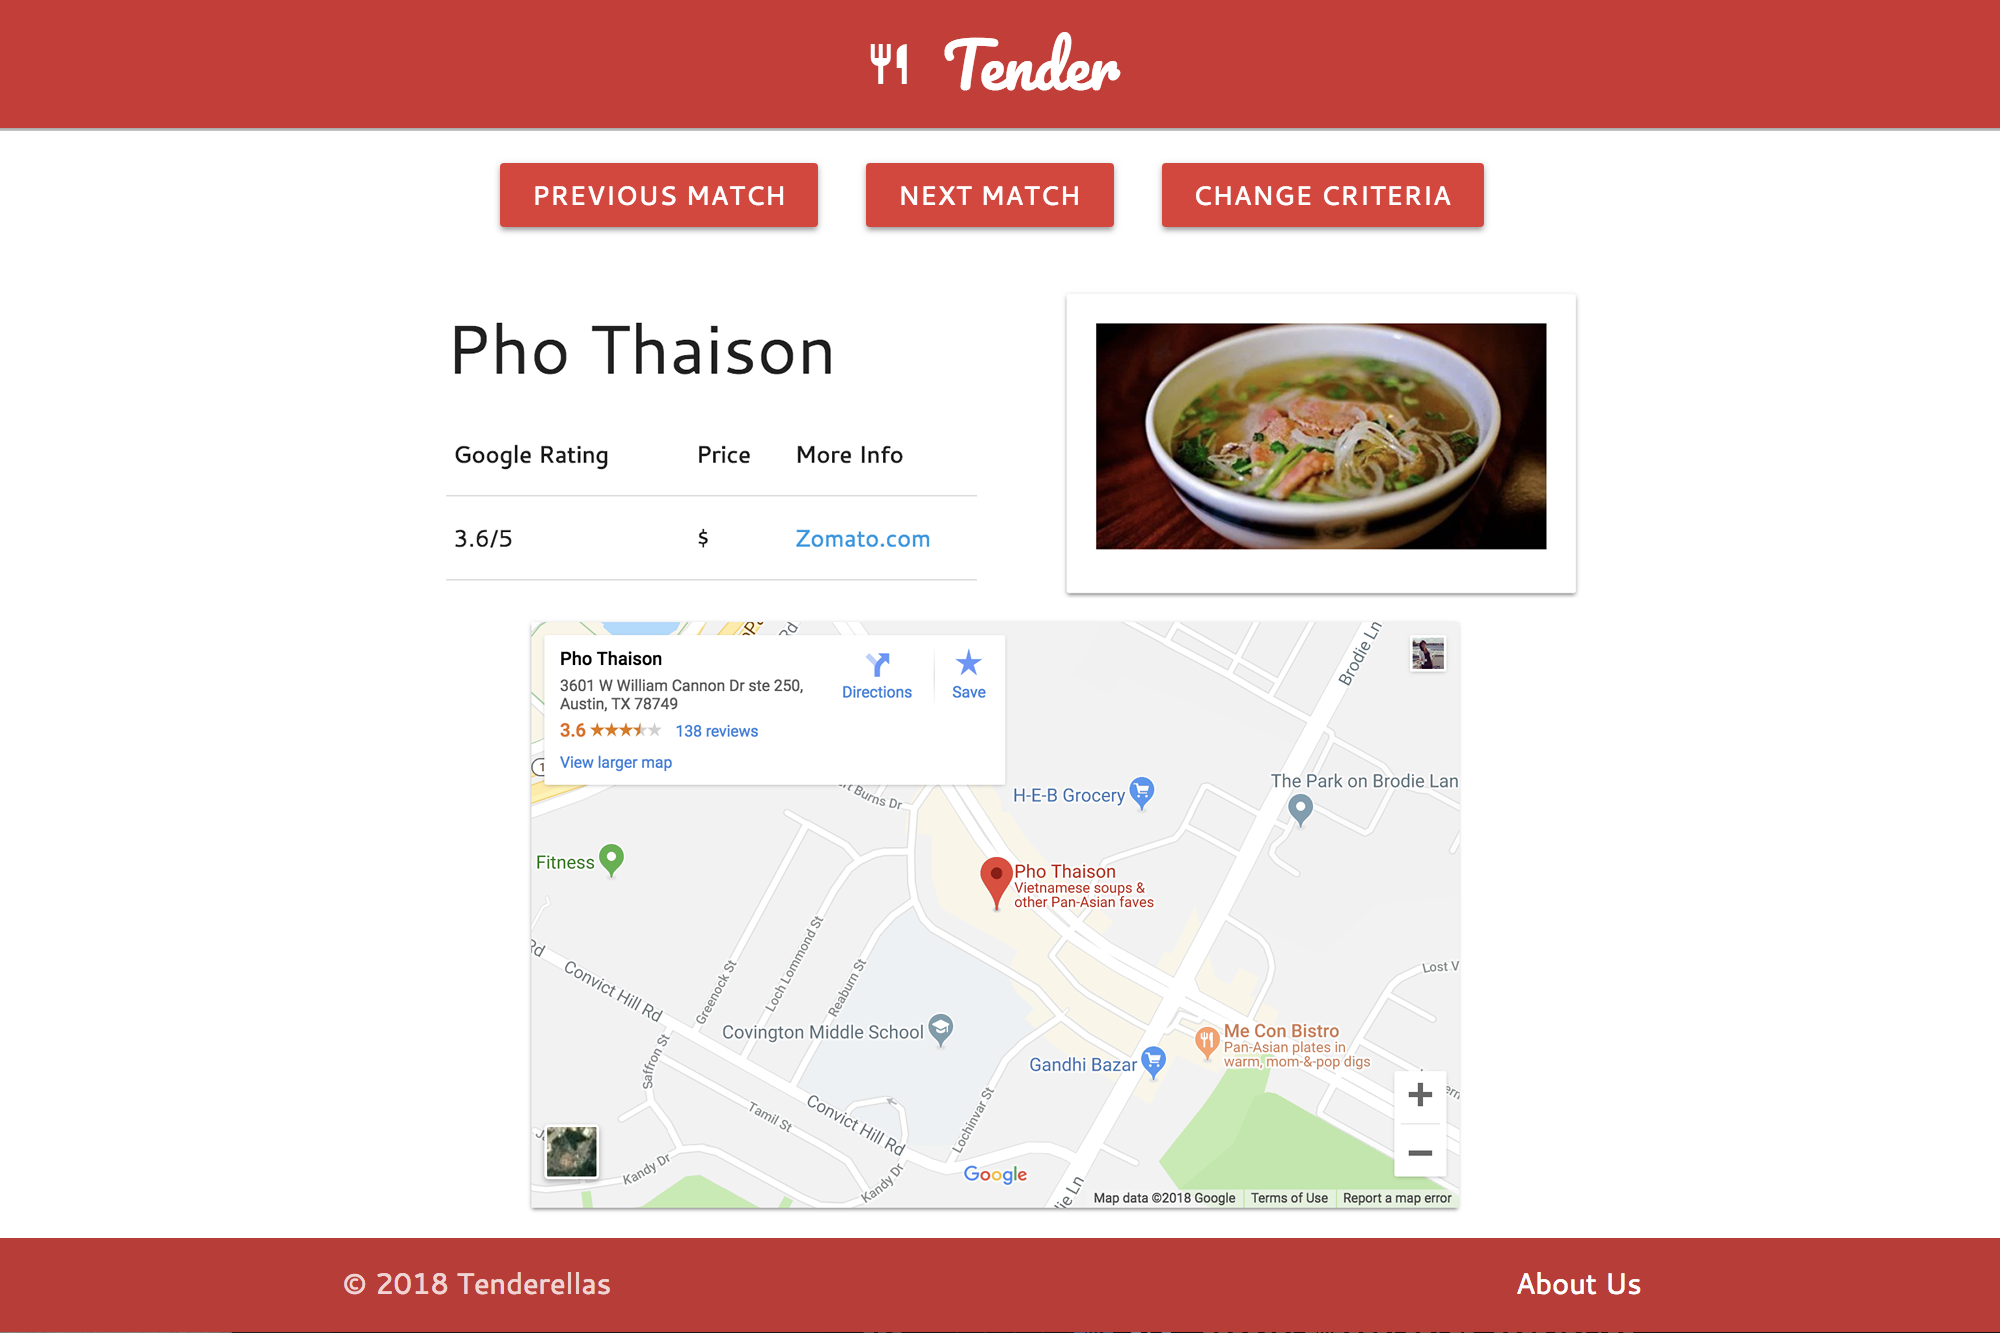 Tender
PREVIOUS MATCH
NEXT MATCH
CHANGE CRITERIA
Pho Thaison
Google Rating Price More Info
3.6/5 $ Zomato.com
Pho Thaison
3601 W William Cannon Dr ste 250,
Austin, TX 78749
3.6 138 reviews
View larger map
Directions
Save
Rd
Brodie Ln
The Park on Brodie Lan
H-E-B Grocery
Burns Dr
Fitness
Pho Thaison
Vietnamese soups &
other Pan-Asian faves
Rd
Convict Hill Rd
Greenock St
Loch Lommond St
Reaburn St
Lost V
Covington Middle School
Me Con Bistro
Pan-Asian plates in
warm, mom-&-pop digs
Gandhi Bazar
Saffron St
Tamil St
Convict Hill Rd
Lochinvar St
Kandy Dr
Kandy Dr
Google
Map data ©2018 Google
Terms of Use
Report a map error
© 2018 Tenderellas
About Us